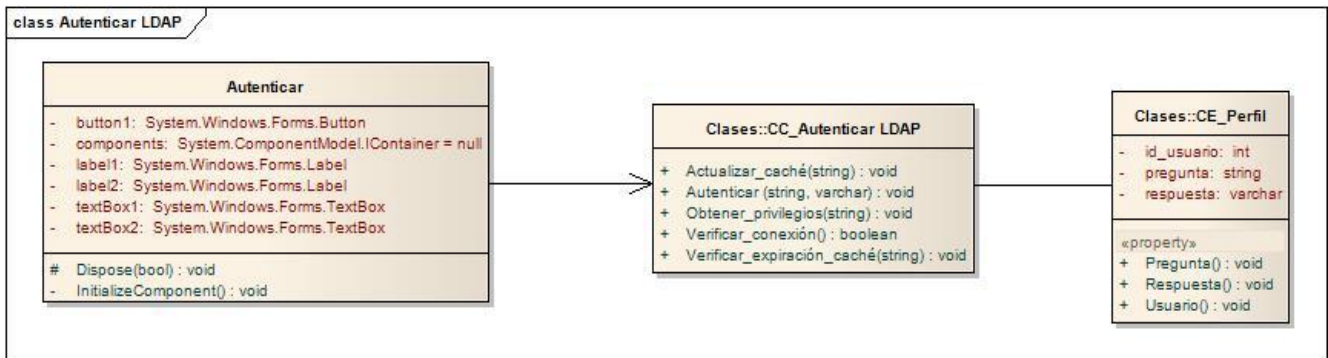 class Autenticar LDAP
Autenticar
- button1: System.Windows.Forms.Button
- components: System.ComponentModel.IContainer = null
- label1: System.Windows.Forms.Label
- label2: System.Windows.Forms.Label
- textBox1: System.Windows.Forms.TextBox
- textBox2: System.Windows.Forms.TextBox
# Dispose(bool) : void
- InitializeComponent() : void
Clases::CC_Autenticar LDAP
+ Actualizar_caché(string) : void
+ Autenticar (string, varchar) : void
+ Obtener_privilegios(string) : void
+ Verificar_conexión() : boolean
+ Verificar_expiración_caché(string) : void
Clases::CE_Perfil
- id_usuario: int
- pregunta: string
- respuesta: varchar
«property»
+ Pregunta() : void
+ Respuesta() : void
+ Usuario() : void